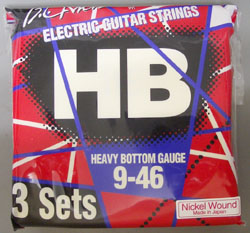 ELECTRIC GUITAR STRINGS
HB
HEAVY BOTTOM GAUGE
9-46
3 Sets
Nickel Wound
Made in Japan